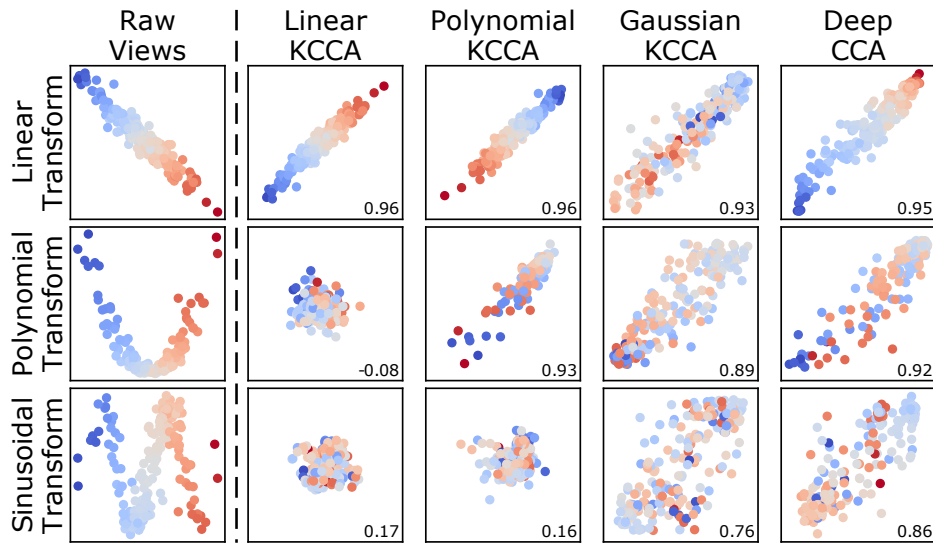 Raw
Views
Linear
KCCA
Polynomial
KCCA
Gaussian
KCCA
Deep
CCA
Linear
Transform
0.96
0.96
0.93
0.95
Polynomial
Transform
-0.08
0.93
0.89
0.92
Sinusoidal
Transform
0.17
0.16
0.76
0.86